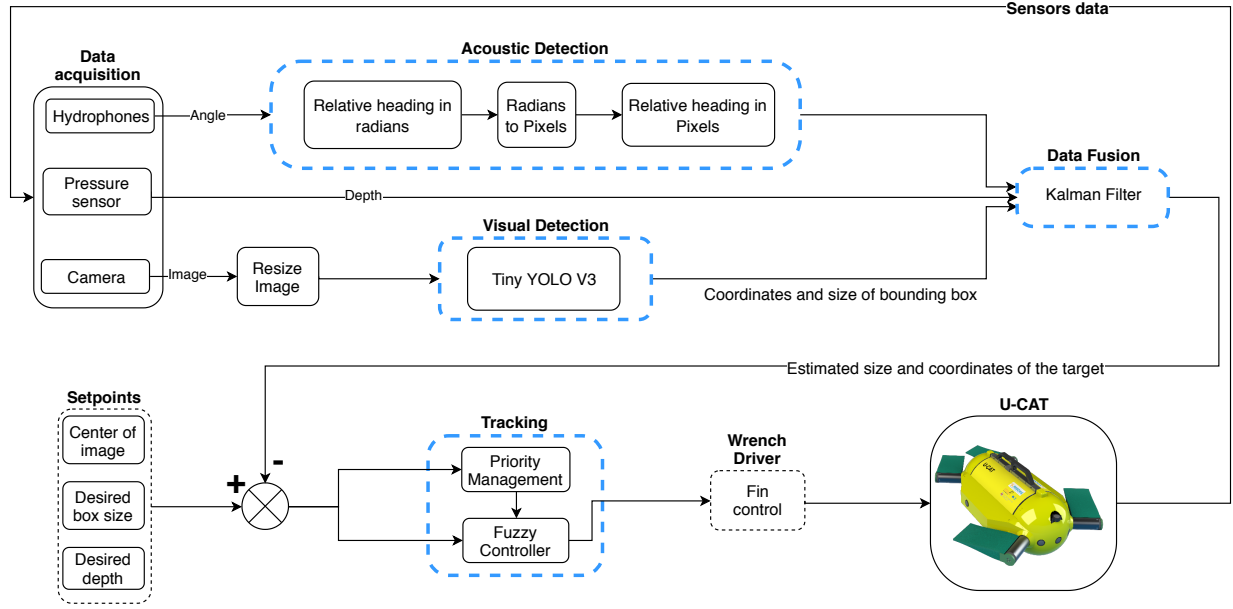 Sensors data
Data
acquisition
Hydrophones
Pressure
sensor
Camera
Angle
Depth
Image
Acoustic Detection
Relative heading in
radians
Radians
to Pixels
Relative heading in
Pixels
Resize
Image
Visual Detection
Tiny YOLO V3
Coordinates and size of bounding box
Data Fusion
Kalman Filter
Estimated size and coordinates of the target
Setpoints
Center of
image
Desired
box size
Desired
depth
+
-
Tracking
Priority
Management
Fuzzy
Controller
Wrench
Driver
Fin
control
U-CAT
U-CAT